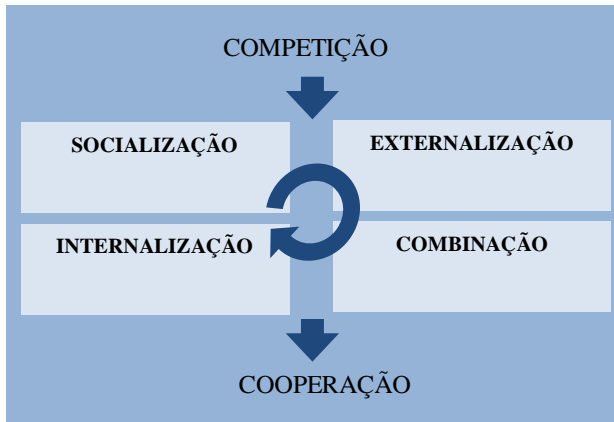 COMPETIÇÃO
SOCIALIZAÇÃO
EXTERNALIZAÇÃO
INTERNALIZAÇÃO
COMBINAÇÃO
COOPERAÇÃO